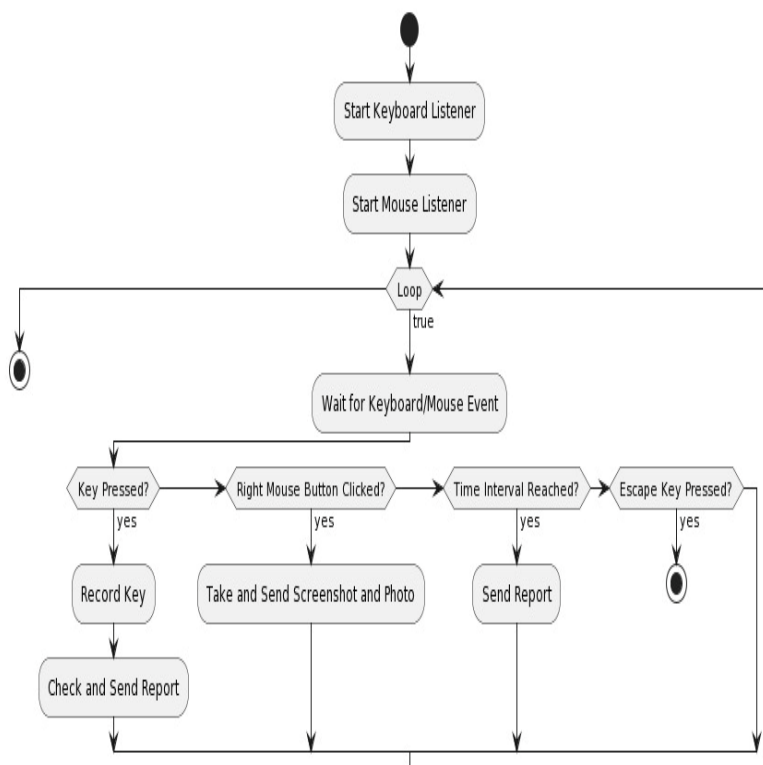 Start Keyboard Listener
Start Mouse Listener
Loop
true
Wait for Keyboard/Mouse Event
Key Pressed?
Right Mouse Button Clicked?
Time Interval Reached?
Escape Key Pressed?
yes
yes
yes
yes
Record Key
Take and Send Screenshot and Photo
Send Report
Check and Send Report